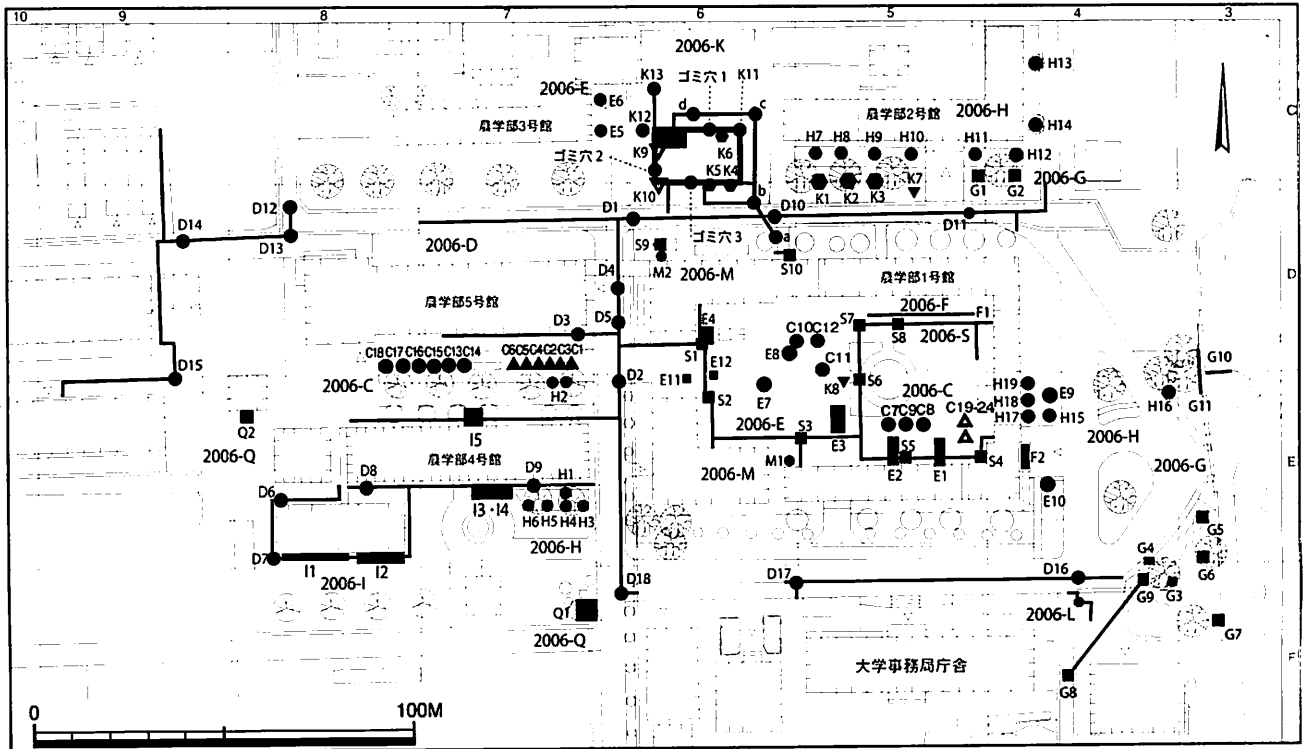 10 9 8 7 6 5 4 3
C
D
E
F
2006-K
K13 ゴミ穴1 K11
2006-E
E6
E5
K12
d
c
農学部3号館
農学部2号館
2006-H
H13
H14
K9
K6
ゴミ穴2
K5 K4
K10
b
H7 H8 H9 H10 H11 H12
K1 K2 K3 K7 G1 G2
2006-G
D12
D14
D13
D1
D10
D11
a
2006-D
S9
M2
ゴミ穴3
2006-M
S10
D4
農学部5号館
農学部1号館
2006-F
D5
D3
E4
S1
S7
S8
F1
2006-S
C10 C12
E8
C11
K8
C18 C17 C16 C15 C13 C14
C6 C5 C4 C2 C3 C1
D15
2006-C
H2
D2
E11
E12
S2
E7
S6
2006-C
H19
H18
H17
E9
H15
H16
G10
G11
C7 C9 C8
C19-24
Q2
2006-Q
I5
2006-E
S3
E3
2006-H
2006-G
農学部4号館
2006-M
M1
S5
E2
E1
S4
F2
E10
D6
D8
D9
H1
I3・I4
H6 H5 H4 H3
2006-H
D7
I1
I2
2006-I
G5
G4
G6
G9
G3
D17
D16
D18
2006-L
Q1
2006-Q
G7
大学事務局庁舎
G8
0 100M